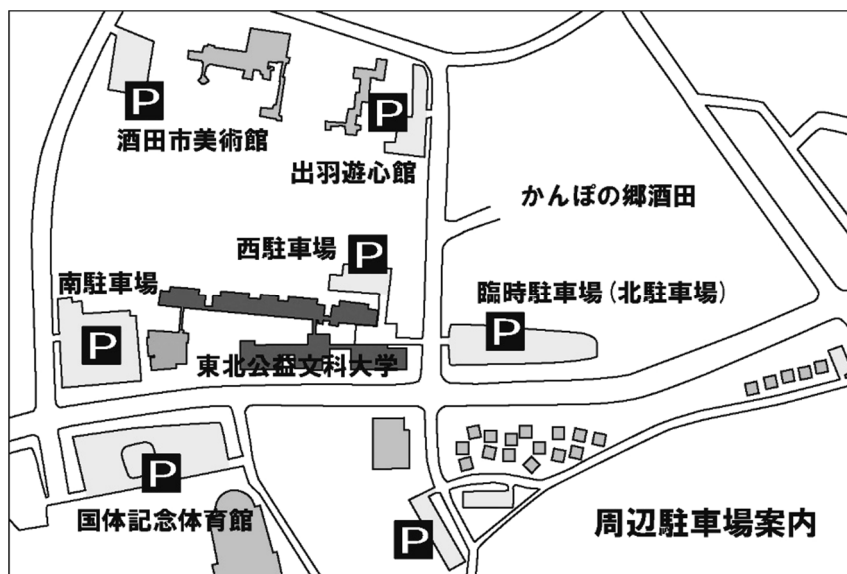 P
酒田市美術館
P
出羽遊心館
かんぽの郷酒田
西駐車場
P
南駐車場
P
臨時駐車場(北駐車場)
P
東北公益文科大学
P
国体記念体育館
P
周辺駐車場案内